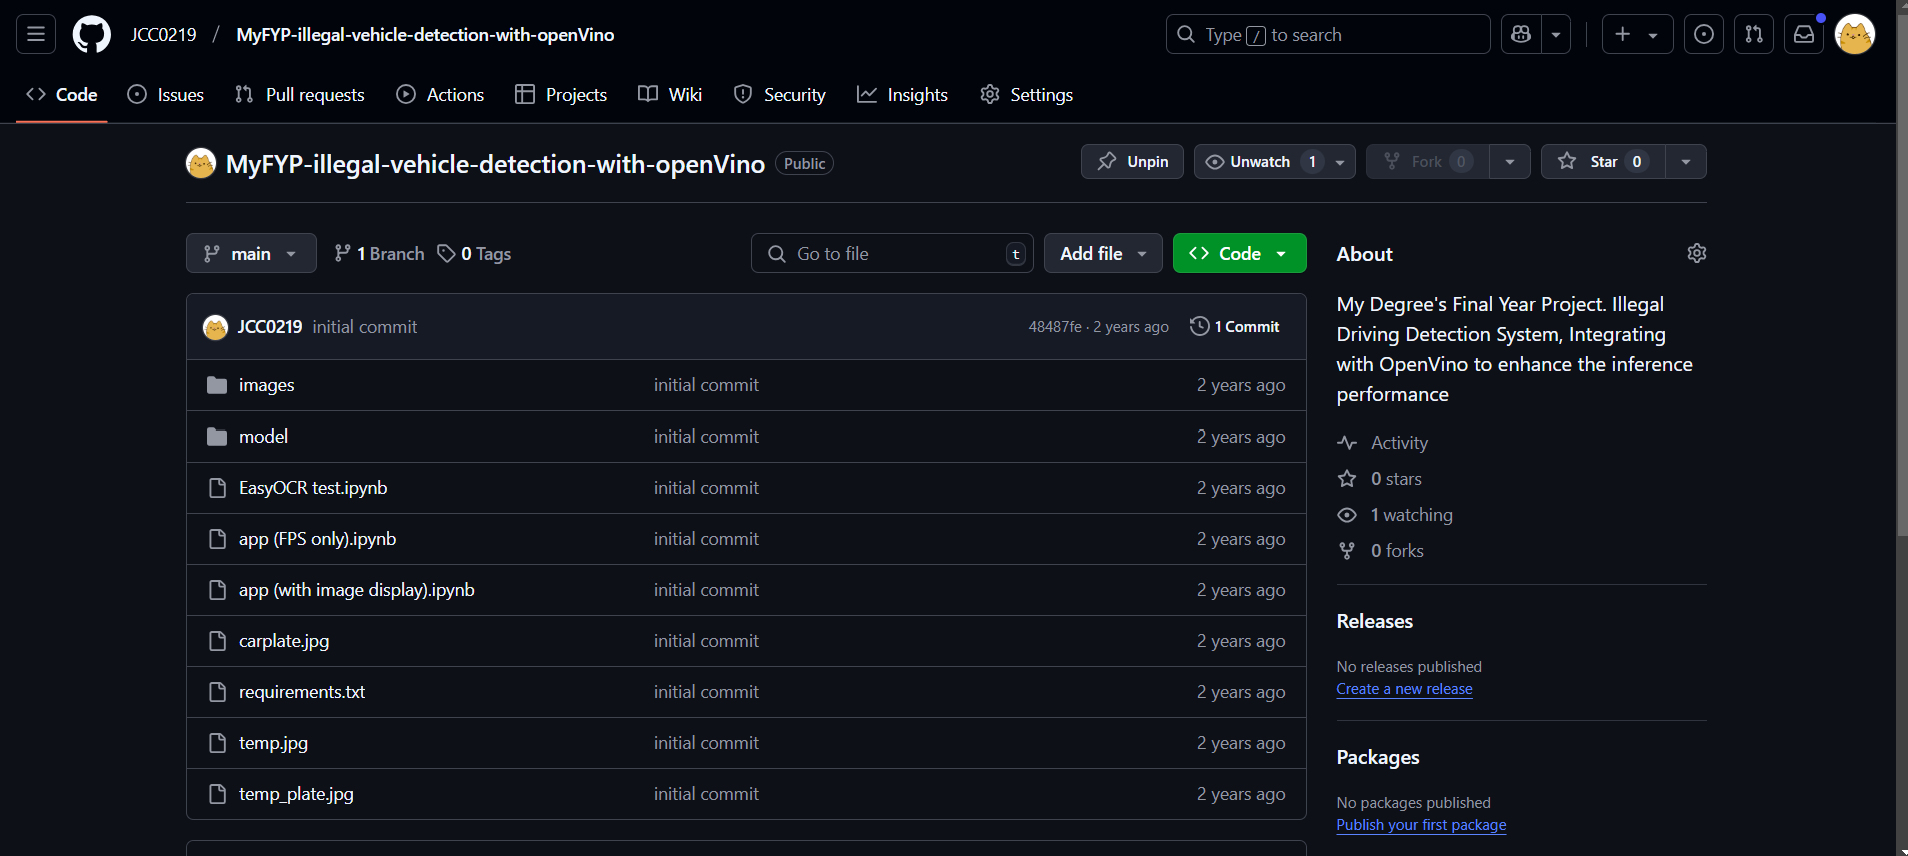 JCC0219 / MyFYP-illegal-vehicle-detection-with-openVino
Type / to search
Code Issues Pull requests Actions Projects Wiki Security Insights Settings
MyFYP-illegal-vehicle-detection-with-openVino Public
Unpin Unwatch 1 Fork 0 Star 0
main 1 Branch 0 Tags
Go to file t Add file Code
JCC0219 initial commit 48487fe · 2 years ago 1 Commit
images initial commit 2 years ago
model initial commit 2 years ago
EasyOCR test.ipynb initial commit 2 years ago
app (FPS only).ipynb initial commit 2 years ago
app (with image display).ipynb initial commit 2 years ago
carplate.jpg initial commit 2 years ago
requirements.txt initial commit 2 years ago
temp.jpg initial commit 2 years ago
temp_plate.jpg initial commit 2 years ago
About
My Degree's Final Year Project. Illegal
Driving Detection System, Integrating
with OpenVino to enhance the inference
performance
Activity
0 stars
1 watching
0 forks
Releases
No releases published
Create a new release
Packages
No packages published
Publish your first package